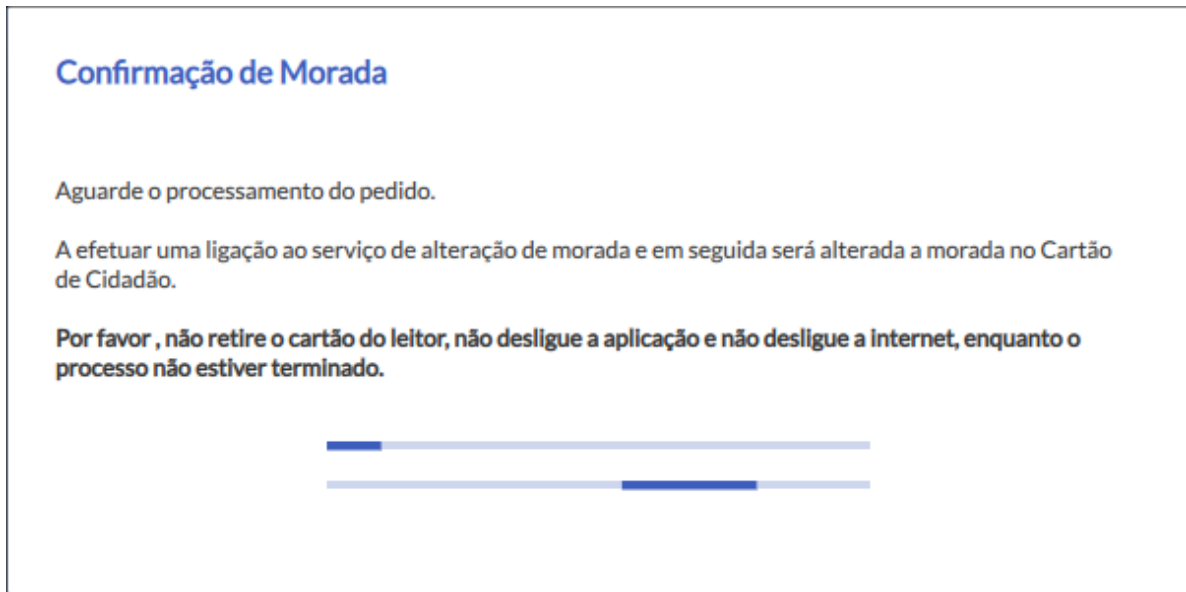 Confirmação de Morada
Aguarde o processamento do pedido.
A efetuar uma ligação ao serviço de alteração de morada e em seguida será alterada a morada no Cartão
de Cidadão.
Por favor , não retire o cartão do leitor, não desligue a aplicação e não desligue a internet, enquanto o
processo não estiver terminado.